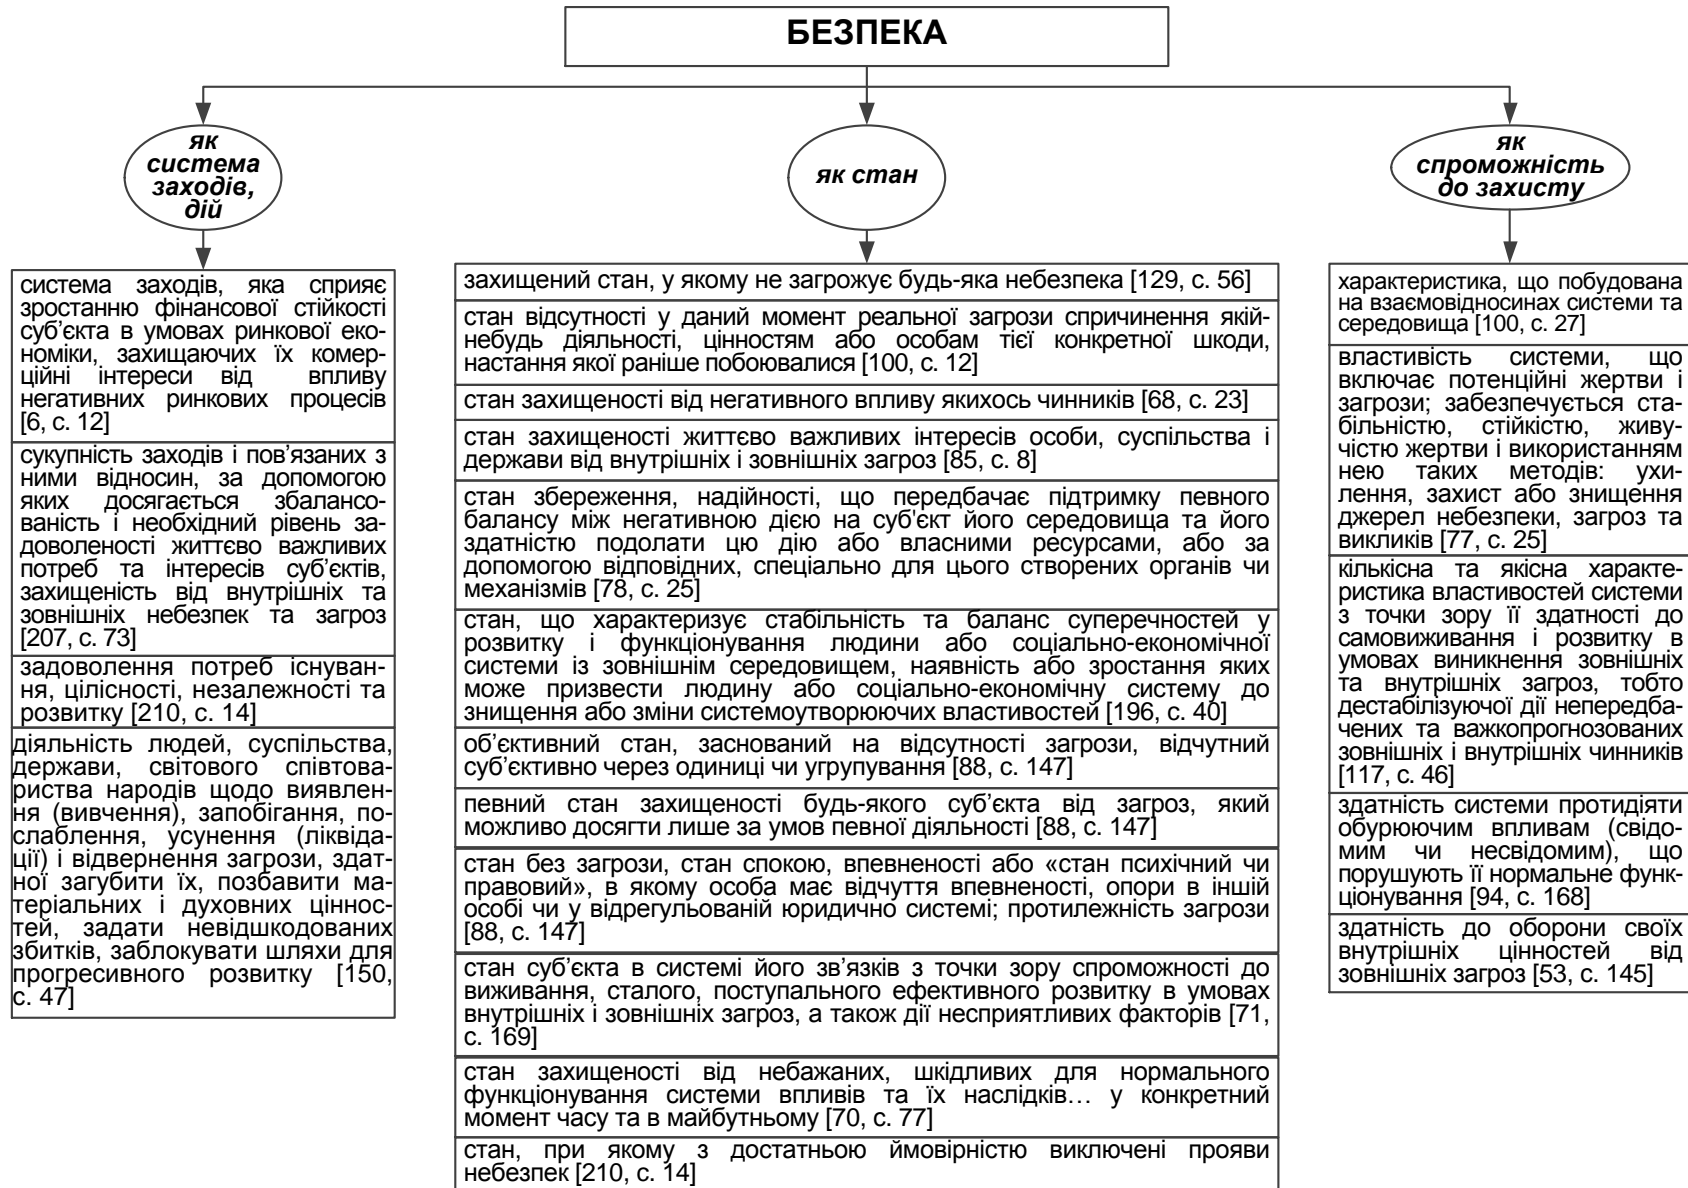 БЕЗПЕКА
як
система
заходів,
дій
система заходів, яка сприяє
зростанню фінансової стійкості
суб’єкта в умовах ринкової еко-
номіки, захищаючих їх комер-
ційні інтереси від впливу
негативних ринкових процесів
[6, с. 12]
сукупність заходів і пов’язаних з
ними відносин, за допомогою
яких досягається збалансо-
ваність і необхідний рівень за-
доволеності життєво важливих
потреб та інтересів суб’єктів,
захищеність від внутрішніх та
зовнішніх небезпек та загроз
[207, с. 73]
задоволення потреб існуван-
ня, цілісності, незалежності та
розвитку [210, с. 14]
діяльність людей, суспільства,
держави, світового співтова-
риства народів щодо виявлен-
ня (вивчення), запобігання, по-
слаблення, усунення (ліквіда-
ції) і відвернення загрози, здат-
ної загубити їх, позбавити ма-
теріальних і духовних ціннос-
тей, задати невідшкодованих
збитків, заблокувати шляхи для
прогресивного розвитку [150,
с. 47]
як стан
захищений стан, у якому не загрожує будь-яка небезпека [129, с. 56]
стан відсутності у даний момент реальної загрози спричинення якій-
небудь діяльності, цінностям або особам тієї конкретної шкоди,
настання якої раніше побоювалися [100, с. 12]
стан захищеності від негативного впливу якихось чинників [68, с. 23]
стан захищеності життєво важливих інтересів особи, суспільства і
держави від внутрішніх і зовнішніх загроз [85, с. 8]
стан збереження, надійності, що передбачає підтримку певного
балансу між негативною дією на суб'єкт його середовища та його
здатністю подолати цю дію або власними ресурсами, або за
допомогою відповідних, спеціально для цього створених органів чи
механізмів [78, с. 25]
стан, що характеризує стабільність та баланс суперечностей у
розвитку і функціонування людини або соціально-економічної
системи із зовнішнім середовищем, наявність або зростання яких
може призвести людину або соціально-економічну систему до
знищення або зміни системоутворюючих властивостей [196, с. 40]
об’єктивний стан, заснований на відсутності загрози, відчутний
суб’єктивно через одиниці чи угрупування [88, с. 147]
певний стан захищеності будь-якого суб’єкта від загроз, який
можливо досягти лише за умов певної діяльності [88, с. 147]
стан без загрози, стан спокою, впевненості або «стан психічний чи
правовий», в якому особа має відчуття впевненості, опори в іншій
особі чи у відрегульованій юридично системі; протилежність загрози
[88, с. 147]
стан суб’єкта в системі його зв’язків з точки зору спроможності до
виживання, сталого, поступального ефективного розвитку в умовах
внутрішніх і зовнішніх загроз, а також дії несприятливих факторів [71,
с. 169]
стан захищеності від небажаних, шкідливих для нормального
функціонування системи впливів та їх наслідків… у конкретний
момент часу та в майбутньому [70, с. 77]
стан, при якому з достатньою ймовірністю виключені прояви
небезпек [210, с. 14]
як
спроможність
до захисту
характеристика, що побудована
на взаємовідносинах системи та
середовища [100, с. 27]
властивість системи, що
включає потенційні жертви і
загрози; забезпечується ста-
більністю, стійкістю, живу-
чістю жертви і використанням
нею таких методів: ухи-
лення, захист або знищення
джерел небезпеки, загроз та
викликів [77, с. 25]
кількісна та якісна характе-
ристика властивостей системи
з точки зору її здатності до
самовиживання і розвитку в
умовах виникнення зовнішніх
та внутрішніх загроз, тобто
дестабілізуючої дії непередба-
чених та важкопрогнозованих
зовнішніх і внутрішніх чинників
[117, с. 46]
здатність системи протидіяти
обурюючим впливам (свідо-
мим чи несвідомим), що
порушують її нормальне функ-
ціонування [94, с. 168]
здатність до оборони своїх
внутрішніх цінностей від
зовнішніх загроз [53, с. 145]